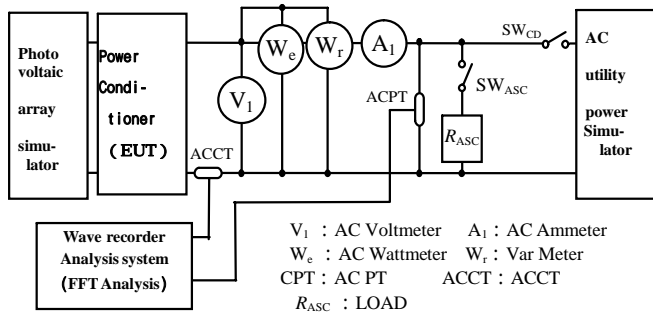 Photo
voltaic
array
simu-
lator
Power
Condi-
tioner
(EUT)
ACCT
V1
We
Wr
A1
ACPT
SWCD
SWASC
RASC
AC
utility
power
Simu-
lator
Wave recorder
Analysis system
(FFT Analysis)
V1 : AC Voltmeter A1 : AC Ammeter
We : AC Wattmeter Wr : Var Meter
CPT : AC PT ACCT : ACCT
RASC : LOAD